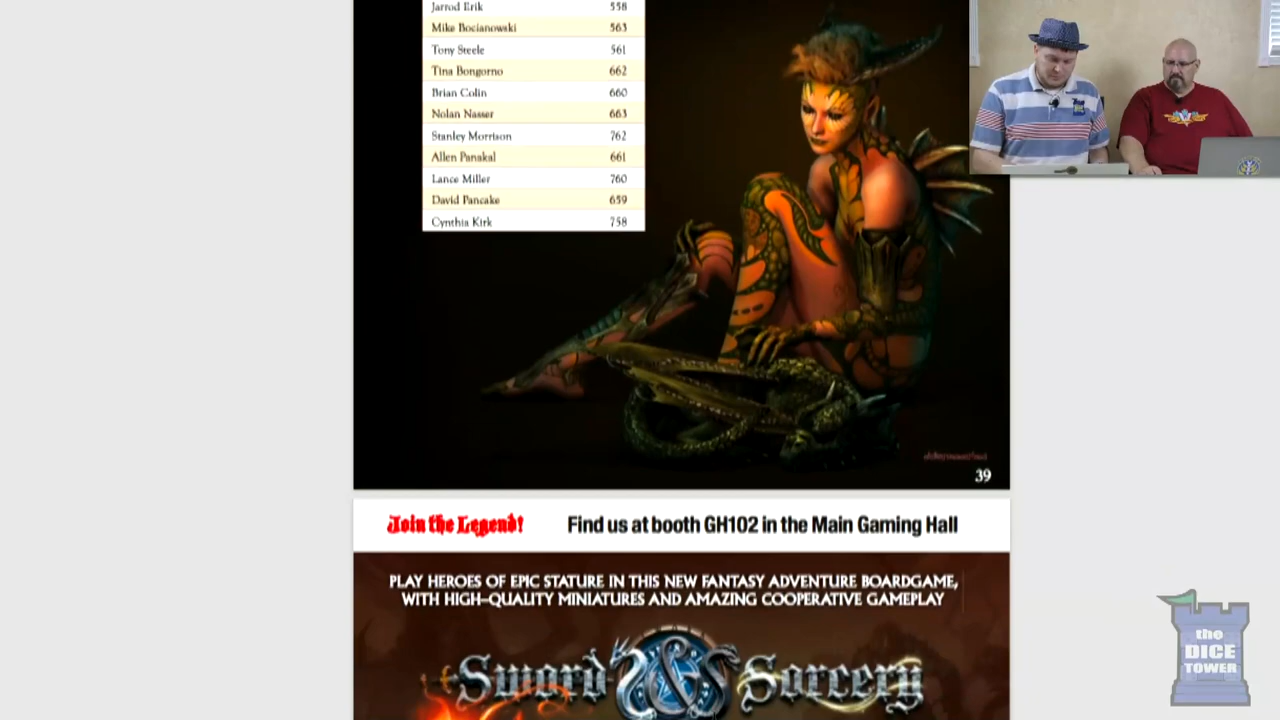 Jarrod Erik 558
Mike Bocianowski 563
Tony Steele 561
Tina Bongorno 662
Brian Colin 660
Nolan Nasser 663
Stanley Morrison 762
Allen Panakal 661
Lance Miller 760
David Pancake 659
Cynthia Kirk 758
39
Join the Legend! Find us at booth GH102 in the Main Gaming Hall
PLAY HEROES OF EPIC STATURE IN THIS NEW FANTASY ADVENTURE BOARDGAME,
WITH HIGH-QUALITY MINIATURES AND AMAZING COOPERATIVE GAMEPLAY
Sword & Sorcery
the
DICE
TOWER